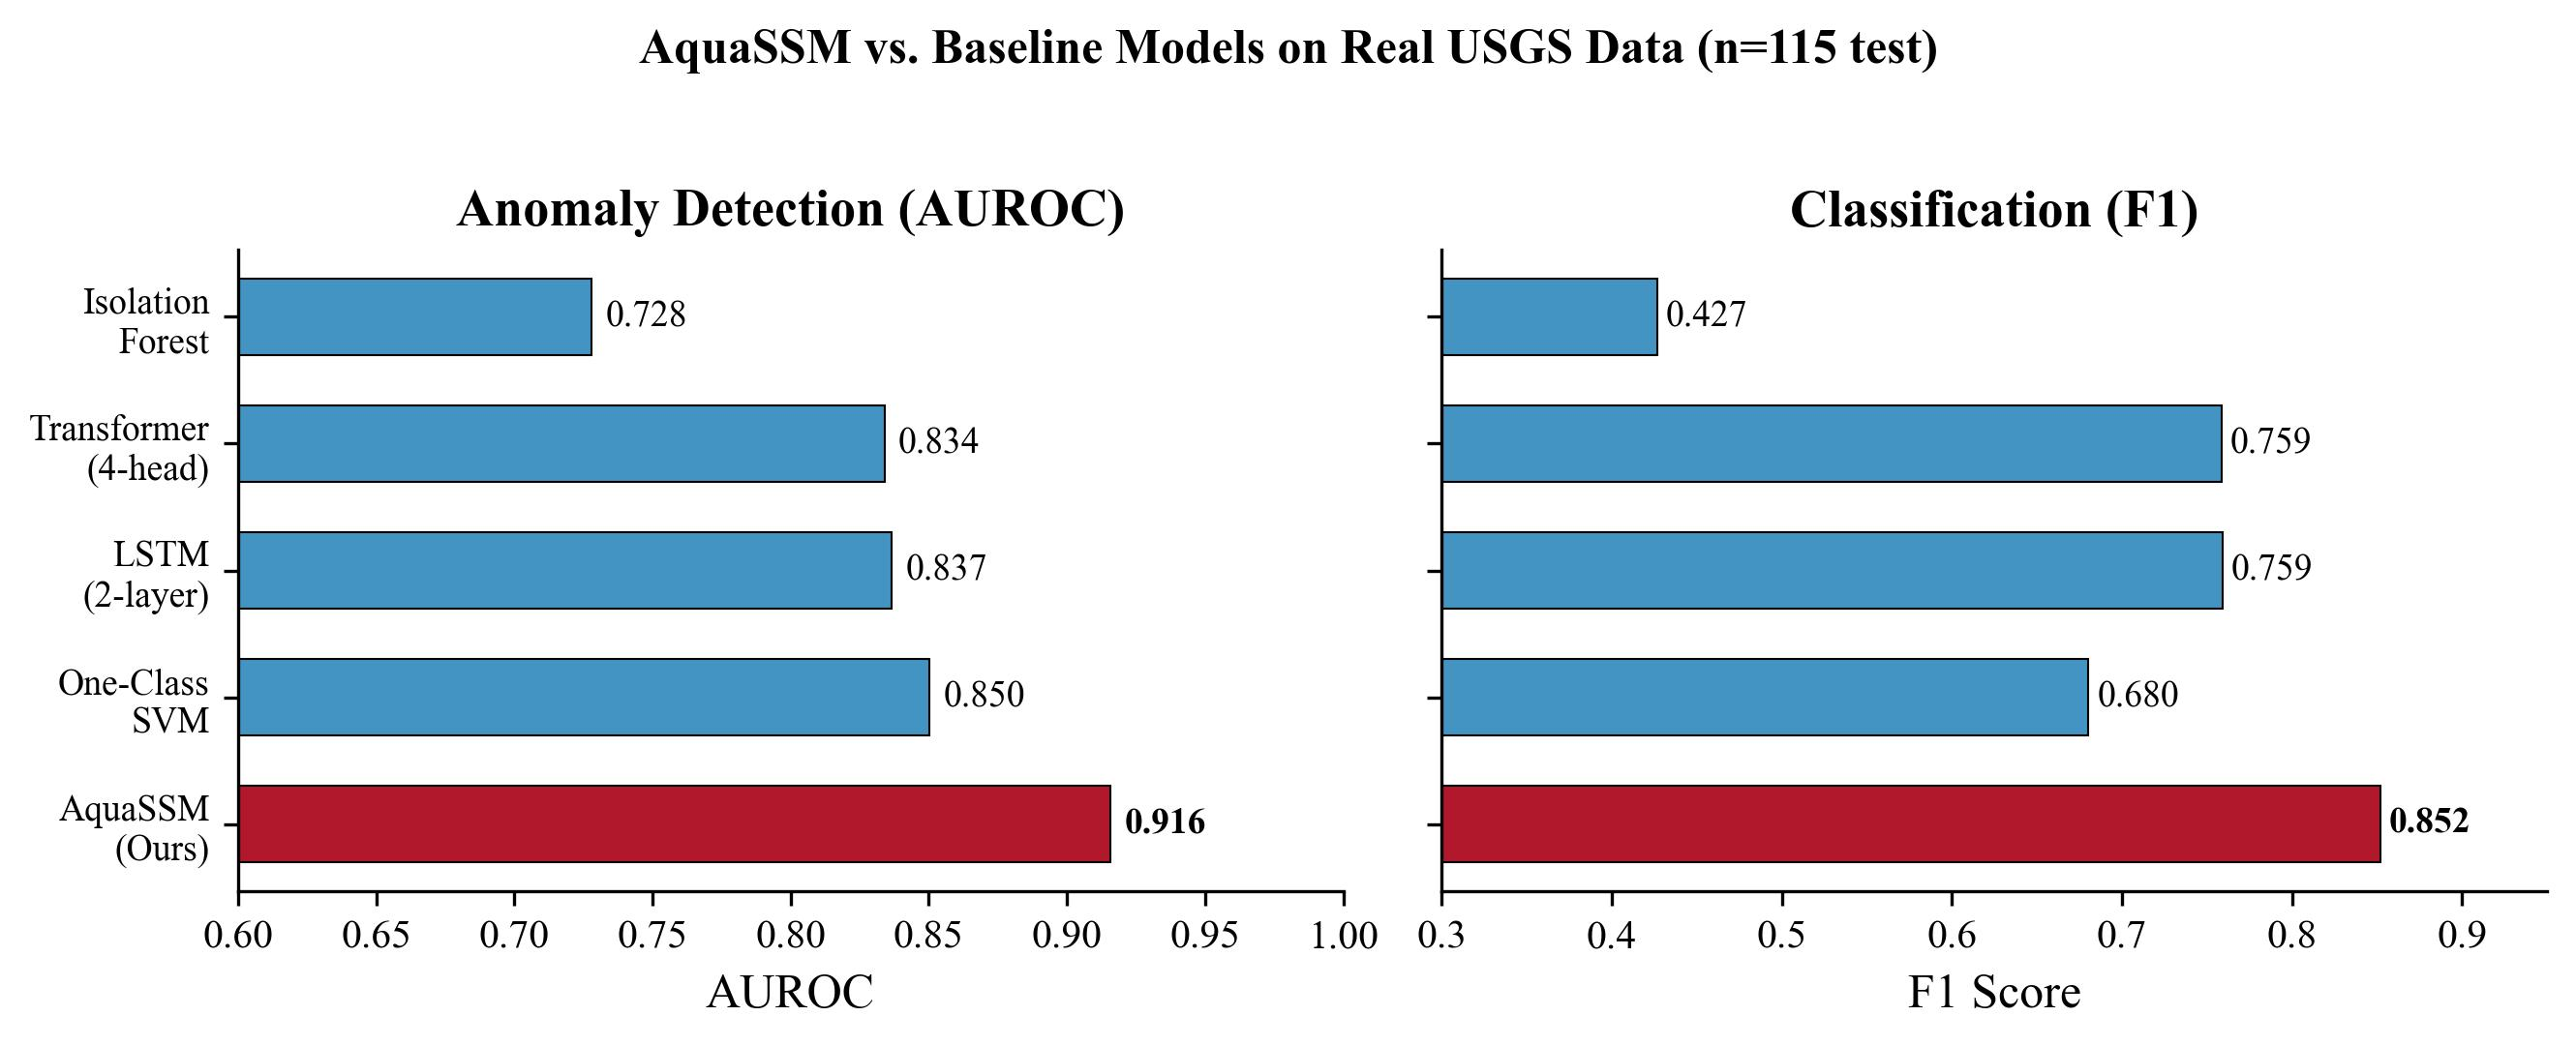 AquaSSM vs. Baseline Models on Real USGS Data (n=115 test)
Anomaly Detection (AUROC)
Isolation
Forest
0.728
Transformer
(4-head)
0.834
LSTM
(2-layer)
0.837
One-Class
SVM
0.850
AquaSSM
(Ours)
0.916
0.60 0.65 0.70 0.75 0.80 0.85 0.90 0.95 1.00
AUROC
Classification (F1)
0.427
0.759
0.759
0.680
0.852
0.3 0.4 0.5 0.6 0.7 0.8 0.9
F1 Score